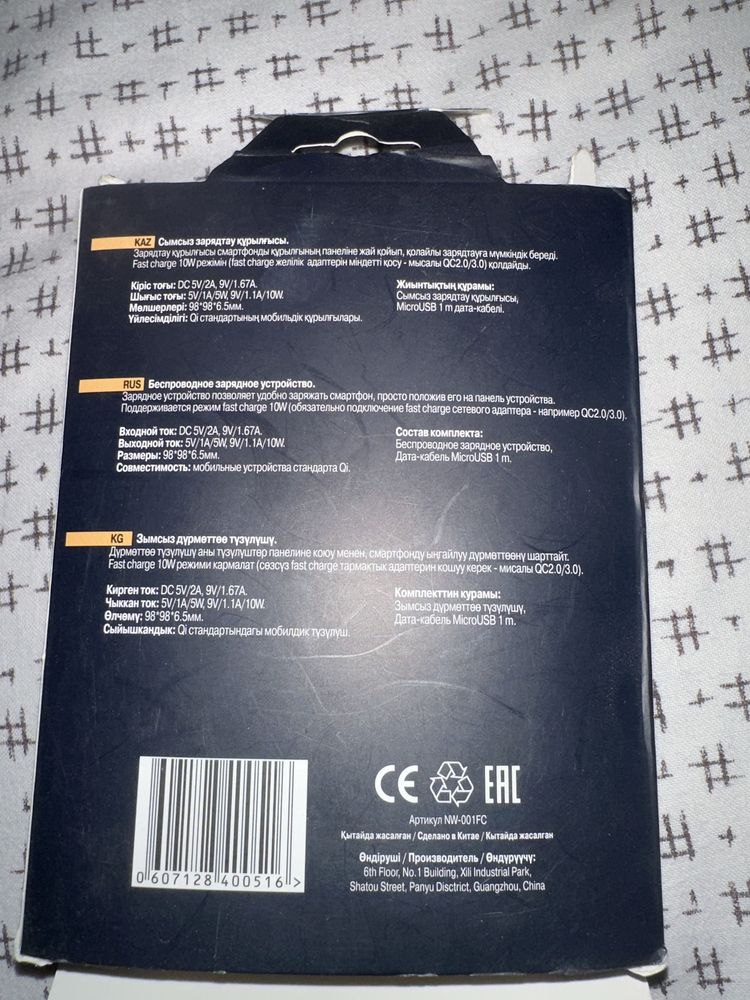 KAZ Сымсыз зарядтау құрылғысы.
Зарядтау құрылғысы смартфонды құрылғының панеліне жай қойып, қолайлы зарядтауға мүмкіндік береді.
Fast charge 10W режимін (fast charge желілік адаптерін міндетті қосу - мысалы QC2.0/3.0) қолдайды.
Кіріс тоғы: DC 5V/2A, 9V/1.67A.
Шығыс тоғы: 5V/1A/5W, 9V/1.1A/10W.
Мөлшерлері: 98*98*6.5мм.
Үйлесімділігі: Qi стандартының мобильдік құрылғылары.
Жиынтықтың құрамы:
Сымсыз зарядтау құрылғысы,
MicroUSB 1 m дата-кабелі.
RUS Беспроводное зарядное устройство.
Зарядное устройство позволяет удобно заряжать смартфон, просто положив его на панель устройства.
Поддерживается режим fast charge 10W (обязательно подключение fast charge сетевого адаптера - например QC2.0/3.0).
Входной ток: DC 5V/2A, 9V/1.67A.
Выходной ток: 5V/1A/5W, 9V/1.1A/10W.
Размеры: 98*98*6.5мм.
Совместимость: мобильные устройства стандарта Qi.
Состав комплекта:
Беспроводное зарядное устройство,
Дата-кабель MicroUSB 1 m.
KG Зымсыз дүрмөттөө түзүлүшү.
Дүрмөттөө түзүлүшү аны түзүлүштөр панелине коюу менен, смартфонду ыңгайлуу дүрмөттөөнү шарттайт.
Fast charge 10W режими кармалат (сөзсүз fast charge тармактык адаптерин кошуу керек - мисалы QC2.0/3.0).
Кирген ток: DC 5V/2A, 9V/1.67A.
Чыккан ток: 5V/1A/5W, 9V/1.1A/10W.
Өлчөмү: 98*98*6.5мм.
Сыйышкандык: Qi стандартындагы мобилдик түзүлүш.
Комплекттин курамы:
Зымсыз дүрмөттөө түзүлүшү,
Дата-кабель MicroUSB 1 m.
CE EAC
Артикул NW-001FC
Қытайда жасалған / Сделано в Китае / Кытайда жасалган
Өндіруші / Производитель / Өндүрүүчү:
6th Floor, No.1 Building, Xili Industrial Park,
Shatou Street, Panyu Disctrict, Guangzhou, China
0 607128 400516 >